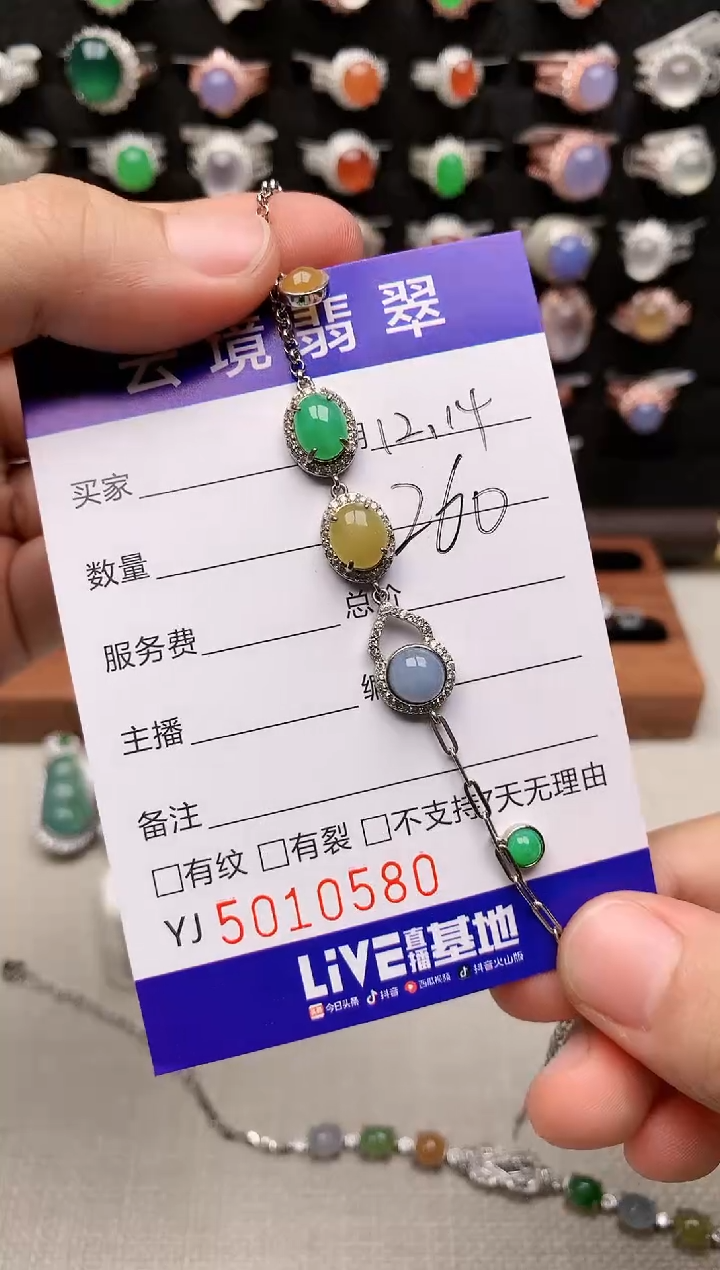 云境翡翠
买家 期 12.14
数量 260
服务费 总价
主播 编
备注
□有纹 □有裂 □不支持7天无理由
YJ 5010580
LiVE直播基地
今日头条 抖音 西瓜视频 抖音火山版